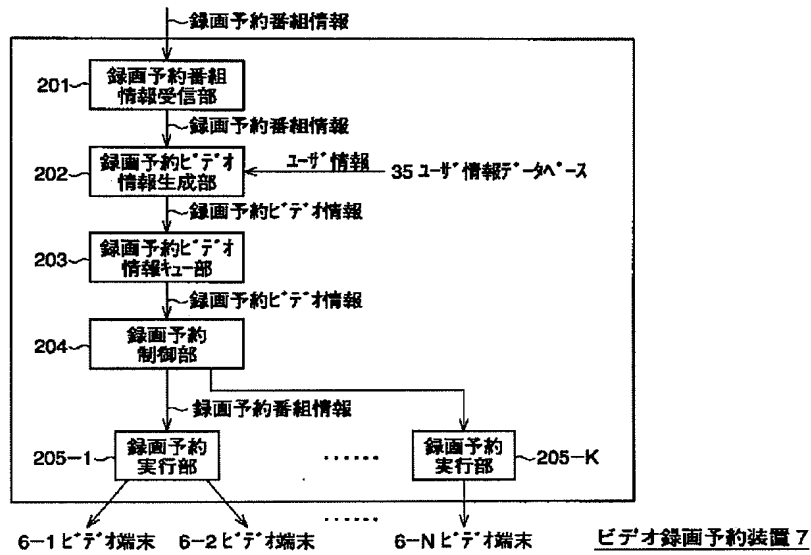 録画予約番組情報
201
録画予約番組
情報受信部
録画予約番組情報
202
録画予約ビデオ
情報生成部
ユーザ情報
35 ユーザ情報データベース
録画予約ビデオ情報
203
録画予約ビデオ
情報キュー部
録画予約ビデオ情報
204
録画予約
制御部
録画予約番組情報
205-1
録画予約
実行部
……
録画予約
実行部
205-K
6-1 ビデオ端末
6-2 ビデオ端末
……
6-N ビデオ端末
ビデオ録画予約装置 7